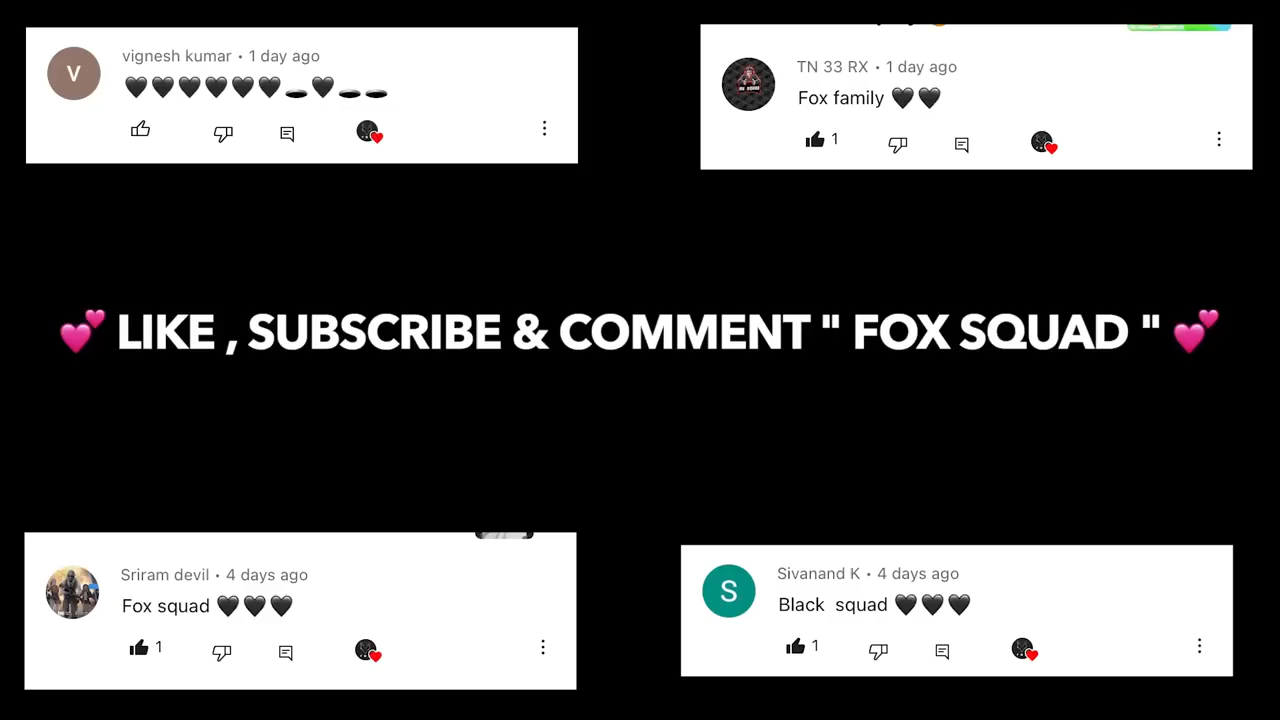 vignesh kumar • 1 day ago
🖤🖤🖤🖤🖤🖤🕳️🖤🕳️🕳️
TN 33 RX • 1 day ago
Fox family 🖤🖤
1
💕 LIKE , SUBSCRIBE & COMMENT " FOX SQUAD " 💕
Sriram devil • 4 days ago
Fox squad 🖤🖤🖤
1
Sivanand K • 4 days ago
Black squad 🖤🖤🖤
1
V
S